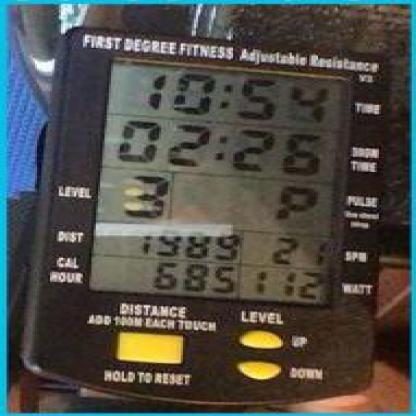 FIRST DEGREE FITNESS Adjustable Resistance
V3
10:54 TIME
02:26 500M TIME
LEVEL 3 P PULSE
DIST 1989 21 SPM
CAL HOUR 685 112 WATT
DISTANCE LEVEL
ADD 100M EACH TOUCH
UP
DOWN
HOLD TO RESET